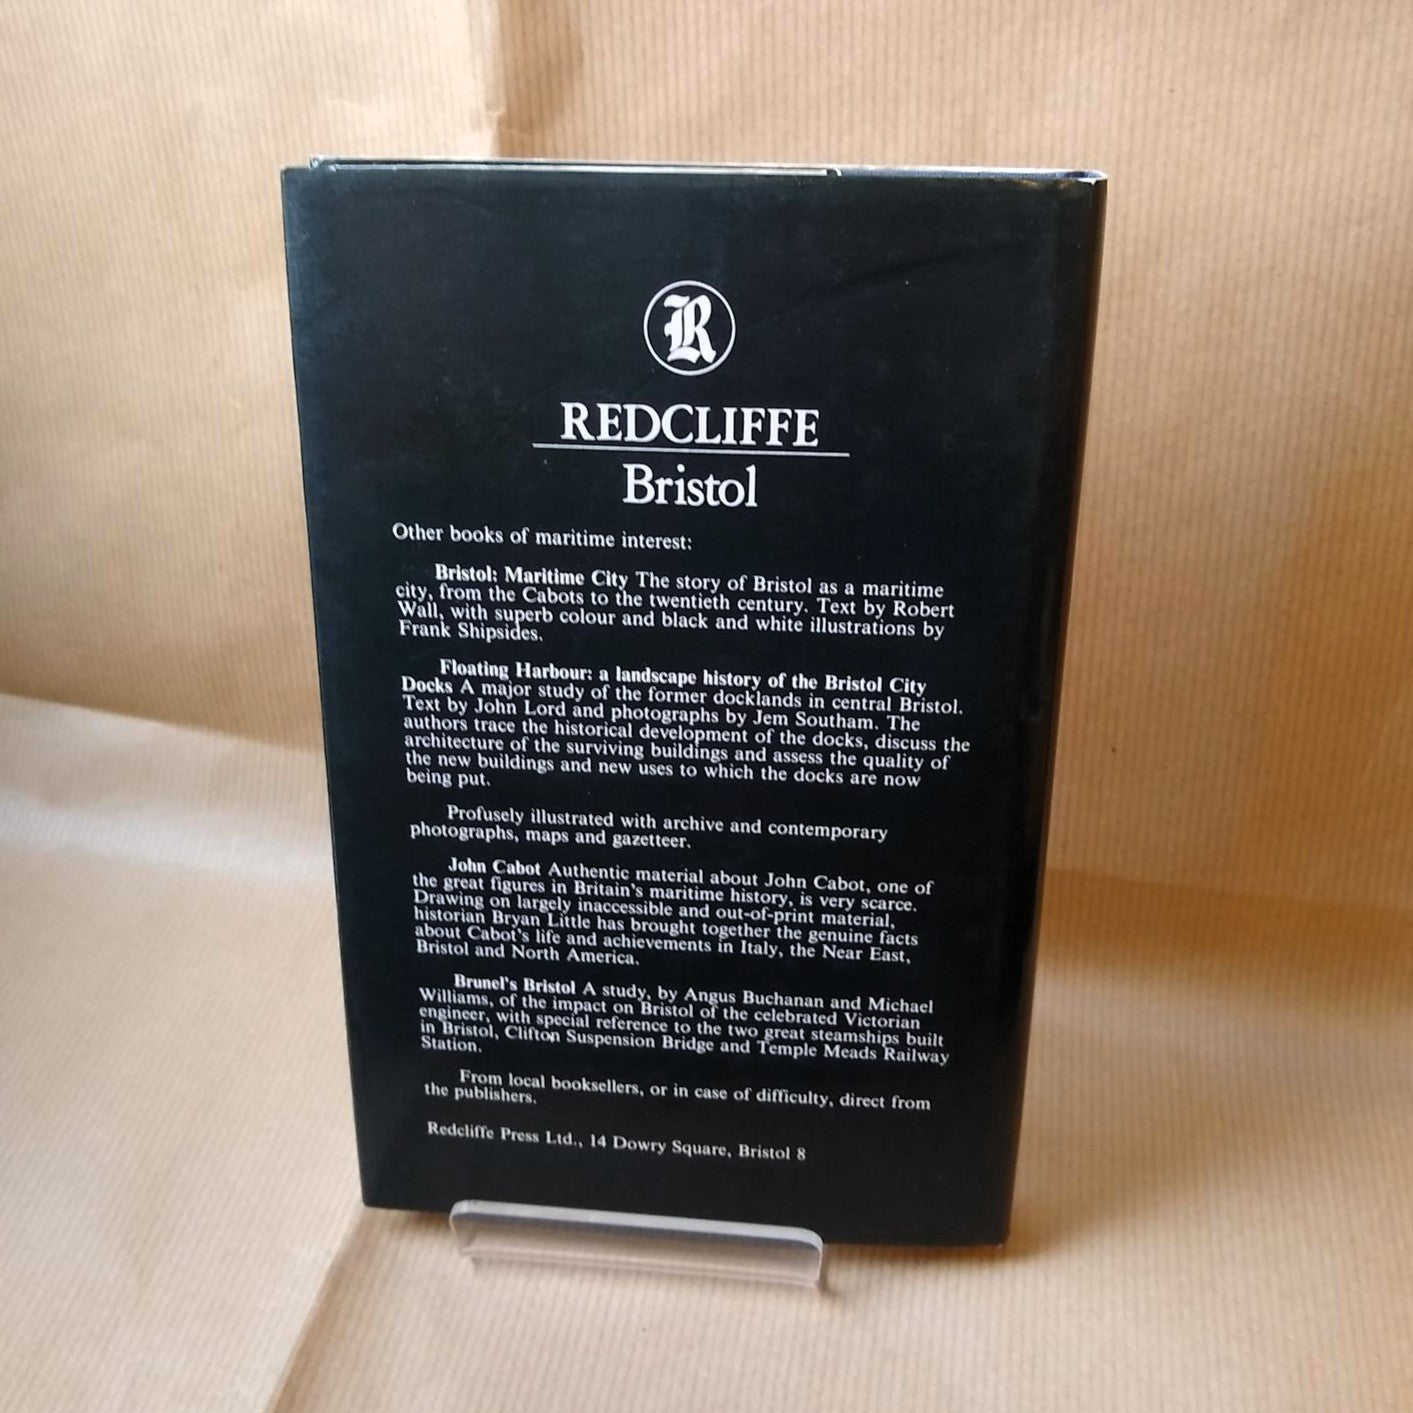 R
REDCLIFFE
Bristol
Other books of maritime interest:
Bristol: Maritime City The story of Bristol as a maritime
city, from the Cabots to the twentieth century. Text by Robert
Wall, with superb colour and black and white illustrations by
Frank Shipsides.
Floating Harbour: a landscape history of the Bristol City
Docks A major study of the former docklands in central Bristol.
Text by John Lord and photographs by Jem Southam. The
authors trace the historical development of the docks, discuss the
architecture of the surviving buildings and assess the quality of
the new buildings and new uses to which the docks are now
being put.
Profusely illustrated with archive and contemporary
photographs, maps and gazetteer.
John Cabot Authentic material about John Cabot, one of
the great figures in Britain's maritime history, is very scarce.
Drawing on largely inaccessible and out-of-print material,
historian Bryan Little has brought together the genuine facts
about Cabot's life and achievements in Italy, the Near East,
Bristol and North America.
Brunel's Bristol A study, by Angus Buchanan and Michael
Williams, of the impact on Bristol of the celebrated Victorian
engineer, with special reference to the two great steamships built
in Bristol, Clifton Suspension Bridge and Temple Meads Railway
Station.
From local booksellers, or in case of difficulty, direct from
the publishers.
Redcliffe Press Ltd., 14 Dowry Square, Bristol 8